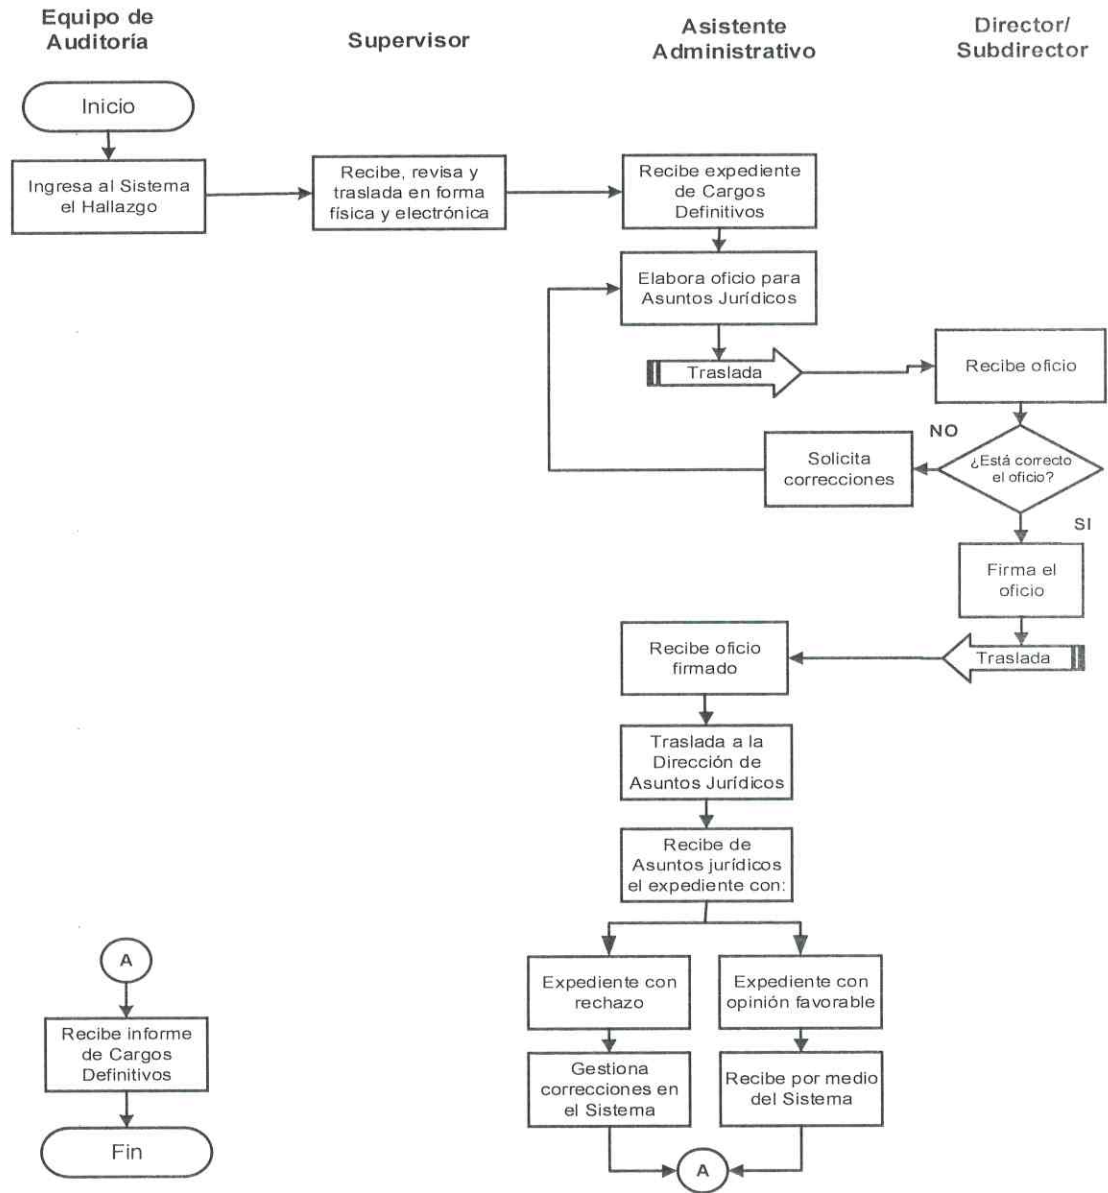 Equipo de
Auditoría
Supervisor
Asistente
Administrativo
Director/
Subdirector
Inicio
Ingresa al Sistema
el Hallazgo
Recibe, revisa y
traslada en forma
física y electrónica
Recibe expediente
de Cargos
Definitivos
Elabora oficio para
Asuntos Jurídicos
Traslada
Recibe oficio
NO
¿Está correcto
el oficio?
Solicita
correcciones
SI
Firma el
oficio
Traslada
Recibe oficio
firmado
Traslada a la
Dirección de
Asuntos Jurídicos
Recibe de
Asuntos jurídicos
el expediente con:
Expediente con
rechazo
Expediente con
opinión favorable
Gestiona
correcciones en
el Sistema
Recibe por medio
del Sistema
A
A
Recibe informe
de Cargos
Definitivos
Fin